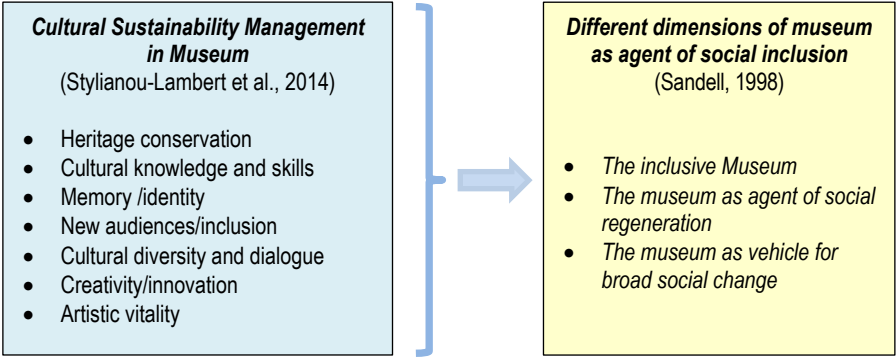 Cultural Sustainability Management
in Museum
(Stylianou-Lambert et al., 2014)
• Heritage conservation
• Cultural knowledge and skills
• Memory /identity
• New audiences/inclusion
• Cultural diversity and dialogue
• Creativity/innovation
• Artistic vitality
Different dimensions of museum
as agent of social inclusion
(Sandell, 1998)
• The inclusive Museum
• The museum as agent of social
regeneration
• The museum as vehicle for
broad social change